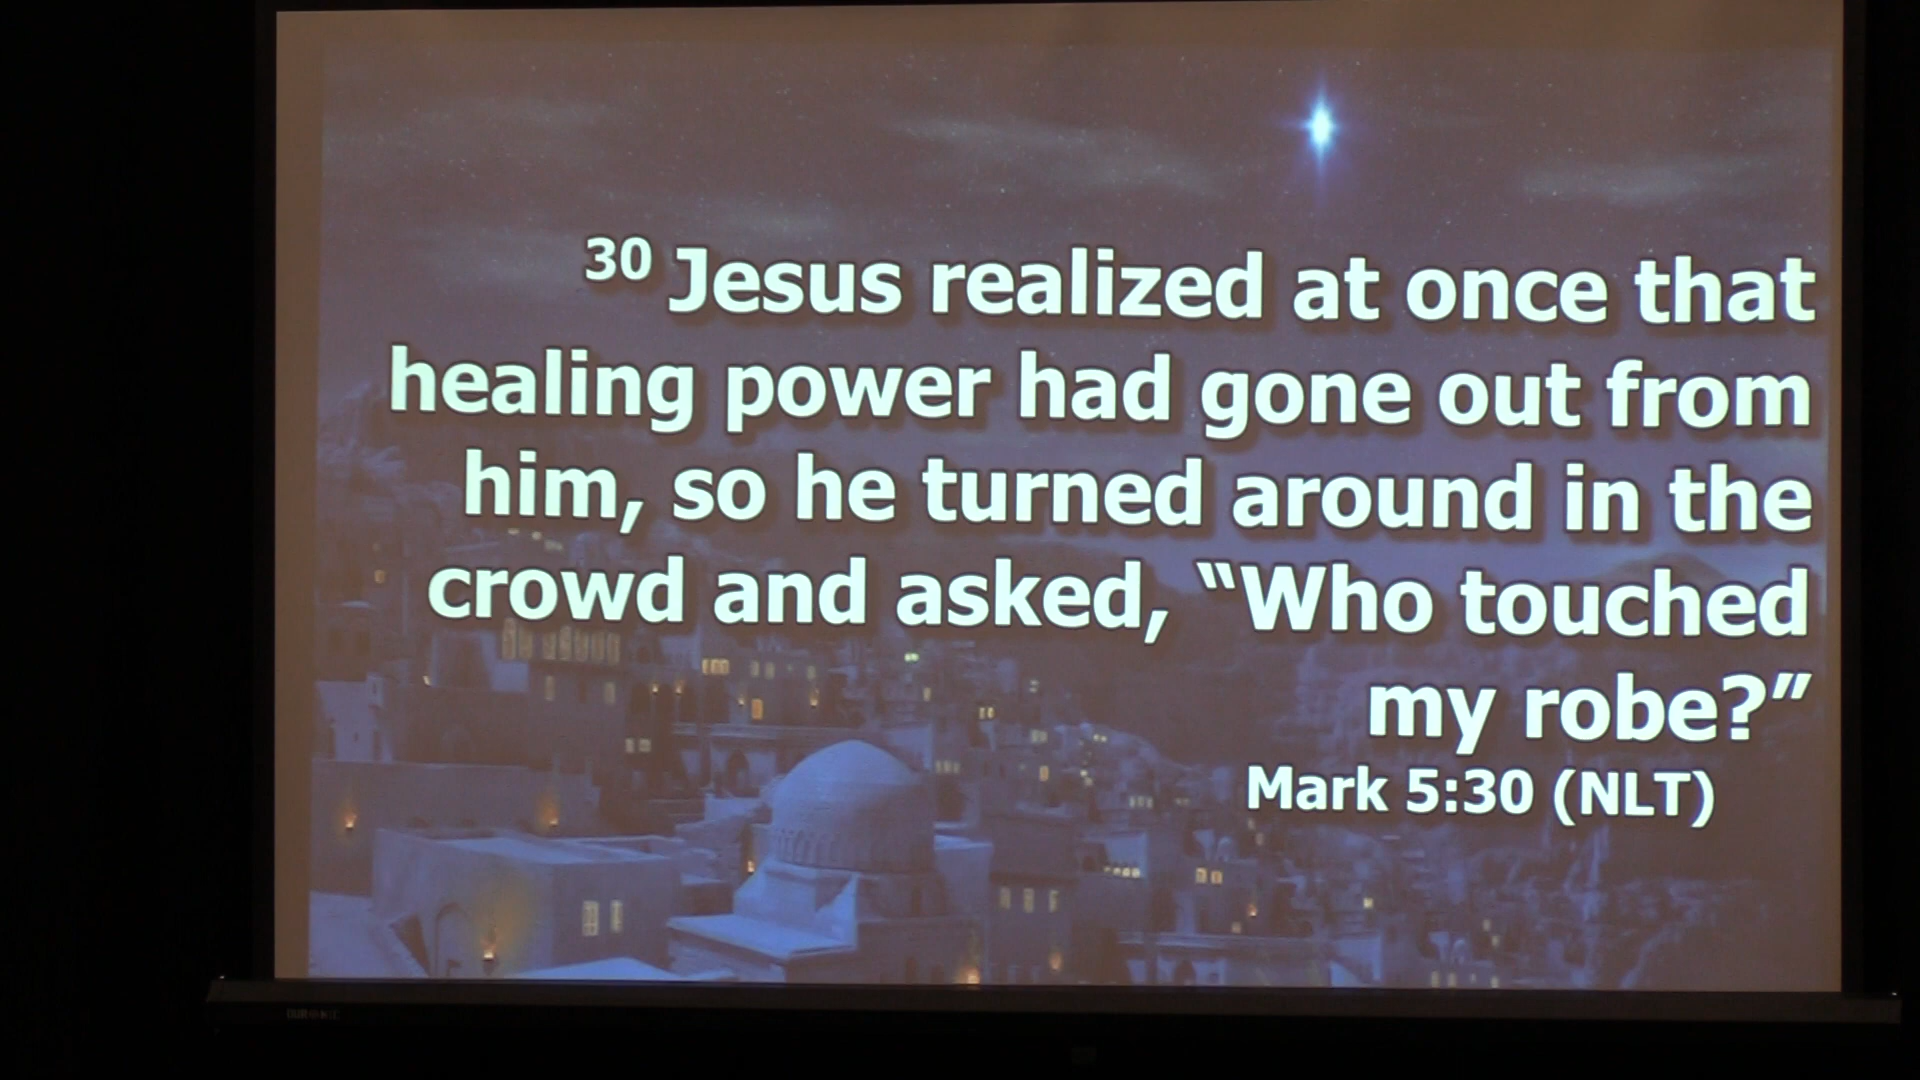 30 Jesus realized at once that
healing power had gone out from
him, so he turned around in the
crowd and asked, “Who touched
my robe?”
Mark 5:30 (NLT)